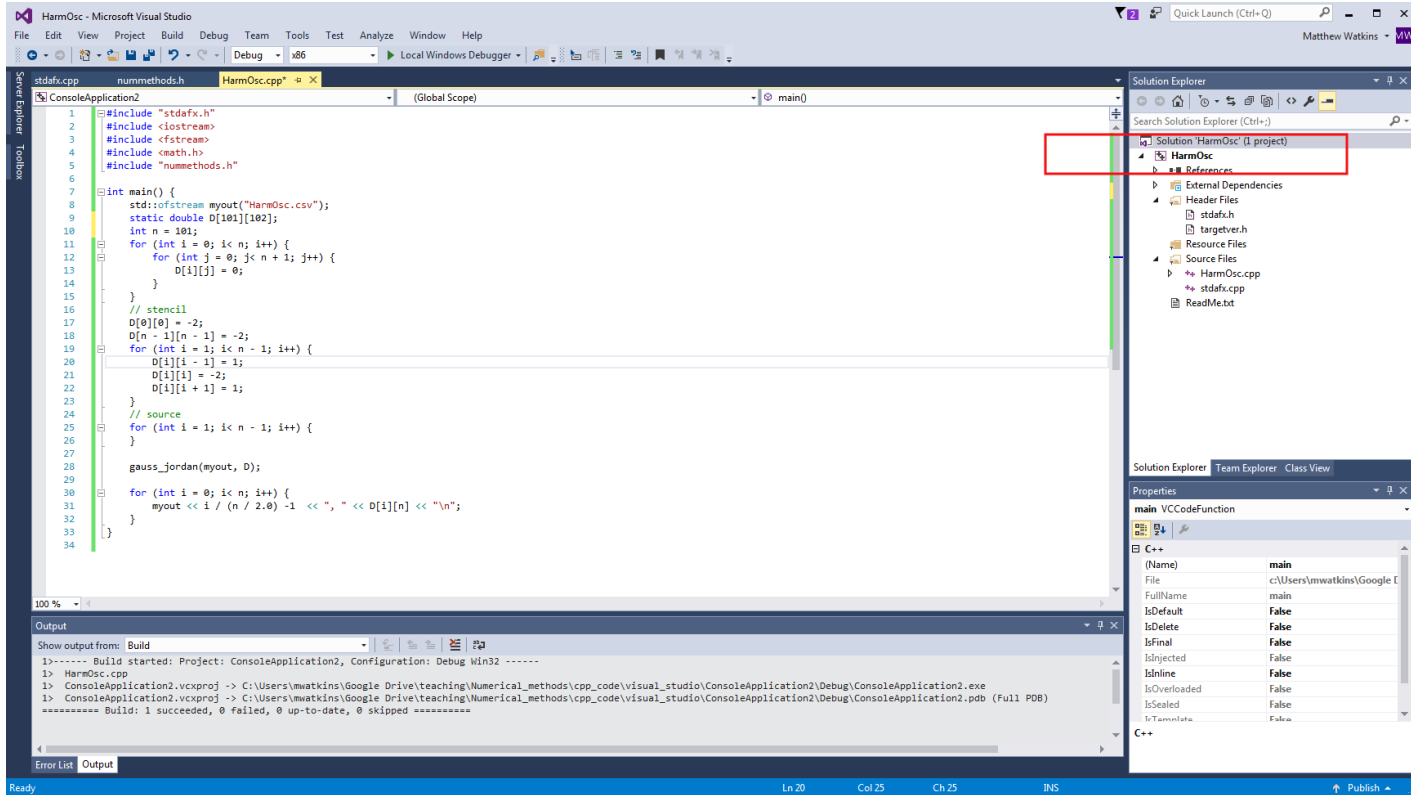 HarmOsc - Microsoft Visual Studio
2
Quick Launch (Ctrl+Q)
File Edit View Project Build Debug Team Tools Test Analyze Window Help
Matthew Watkins MW
Debug x86 Local Windows Debugger
Server Explorer
Toolbox
stdafx.cpp nummethods.h HarmOsc.cpp*
ConsoleApplication2 (Global Scope) main()
1 #include "stdafx.h"
2 #include <iostream>
3 #include <fstream>
4 #include <math.h>
5 #include "nummethods.h"
6
7 int main() {
8 std::ofstream myout("HarmOsc.csv");
9 static double D[101][102];
10 int n = 101;
11 for (int i = 0; i< n; i++) {
12 for (int j = 0; j< n + 1; j++) {
13 D[i][j] = 0;
14 }
15 }
16 // stencil
17 D[0][0] = -2;
18 D[n - 1][n - 1] = -2;
19 for (int i = 1; i< n - 1; i++) {
20 D[i][i - 1] = 1;
21 D[i][i] = -2;
22 D[i][i + 1] = 1;
23 }
24 // source
25 for (int i = 1; i< n - 1; i++) {
26 }
27
28 gauss_jordan(myout, D);
29
30 for (int i = 0; i< n; i++) {
31 myout << i / (n / 2.0) -1 << ", " << D[i][n] << "\n";
32 }
33 }
34
100 %
Output
Show output from: Build
1>------ Build started: Project: ConsoleApplication2, Configuration: Debug Win32 ------
1> HarmOsc.cpp
1> ConsoleApplication2.vcxproj -> C:\Users\mwatkins\Google Drive\teaching\Numerical_methods\cpp_code\visual_studio\ConsoleApplication2\Debug\ConsoleApplication2.exe
1> ConsoleApplication2.vcxproj -> C:\Users\mwatkins\Google Drive\teaching\Numerical_methods\cpp_code\visual_studio\ConsoleApplication2\Debug\ConsoleApplication2.pdb (Full PDB)
========== Build: 1 succeeded, 0 failed, 0 up-to-date, 0 skipped ==========
Error List Output
Solution Explorer
Search Solution Explorer (Ctrl+;)
Solution 'HarmOsc' (1 project)
HarmOsc
References
External Dependencies
Header Files
stdafx.h
targetver.h
Resource Files
Source Files
HarmOsc.cpp
stdafx.cpp
ReadMe.txt
Solution Explorer Team Explorer Class View
Properties
main VCCodeFunction
C++
(Name) main
File c:\Users\mwatkins\Google D
FullName main
IsDefault False
IsDelete False
IsFinal False
IsInjected False
IsInline False
IsOverloaded False
IsSealed False
IsTemplate False
C++
Ready Ln 20 Col 25 Ch 25 INS Publish